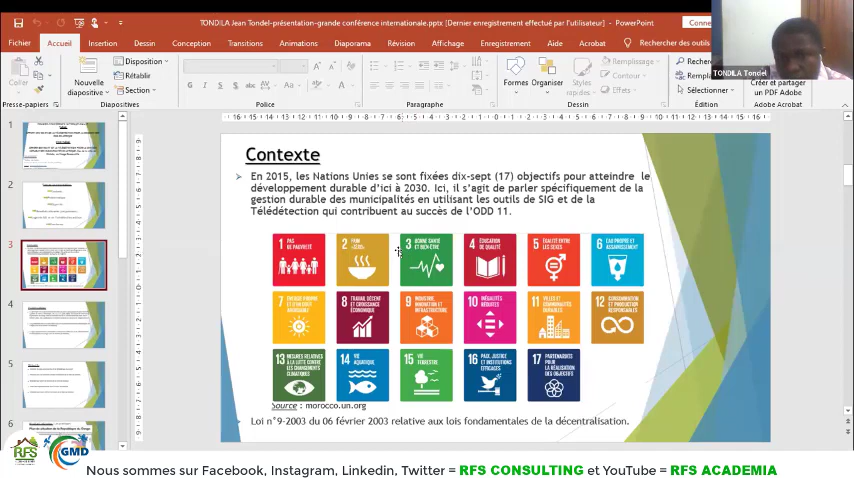 TONDILA Jean Tondel-présentation-grande conférence internationale.pptx [Dernier enregistrement effectué par l'utilisateur] - PowerPoint
Fichier Accueil Insertion Dessin Conception Transitions Animations Diaporama Révision Affichage Enregistrement Aide Acrobat Rechercher des outils
TONDILA Tondel
Coller
Nouvelle diapositive
Disposition
Rétablir
Section
Formes Organiser Styles rapides
Remplissage
Contour
Effets
Sélectionner
Créer et partager un PDF Adobe
Presse-papiers Diapositives Police Paragraphe Dessin Édition Adobe Acrobat
1
2
3
4
5
6
Contexte
En 2015, les Nations Unies se sont fixées dix-sept (17) objectifs pour atteindre le
développement durable d'ici à 2030. Ici, il s'agit de parler spécifiquement de la
gestion durable des municipalités en utilisant les outils de SIG et de la
Télédétection qui contribuent au succès de l'ODD 11.
1 PAS DE PAUVRETÉ
2 FAIM «ZÉRO»
3 BONNE SANTÉ ET BIEN-ÊTRE
4 ÉDUCATION DE QUALITÉ
5 ÉGALITÉ ENTRE LES SEXES
6 EAU PROPRE ET ASSAINISSEMENT
7 ÉNERGIE PROPRE ET D'UN COÛT ABORDABLE
8 TRAVAIL DÉCENT ET CROISSANCE ÉCONOMIQUE
9 INDUSTRIE, INNOVATION ET INFRASTRUCTURE
10 INÉGALITÉS RÉDUITES
11 VILLES ET COMMUNAUTÉS DURABLES
12 CONSOMMATION ET PRODUCTION RESPONSABLES
13 MESURES RELATIVES À LA LUTTE CONTRE LES CHANGEMENTS CLIMATIQUES
14 VIE AQUATIQUE
15 VIE TERRESTRE
16 PAIX, JUSTICE ET INSTITUTIONS EFFICACES
17 PARTENARIATS POUR LA RÉALISATION DES OBJECTIFS
Source : morocco.un.org
Loi n°9-2003 du 06 février 2003 relative aux lois fondamentales de la décentralisation.
RFS GMD
Nous sommes sur Facebook, Instagram, Linkedin, Twitter = RFS CONSULTING et YouTube = RFS ACADEMIA